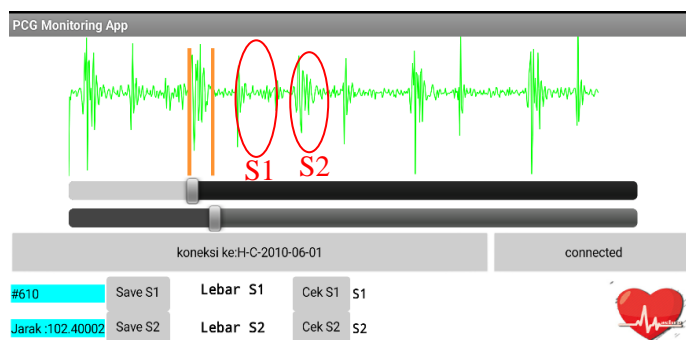 PCG Monitoring App
S1 S2
koneksi ke:H-C-2010-06-01 connected
#610 Save S1 Lebar S1 Cek S1 S1
Jarak :102.40002 Save S2 Lebar S2 Cek S2 S2